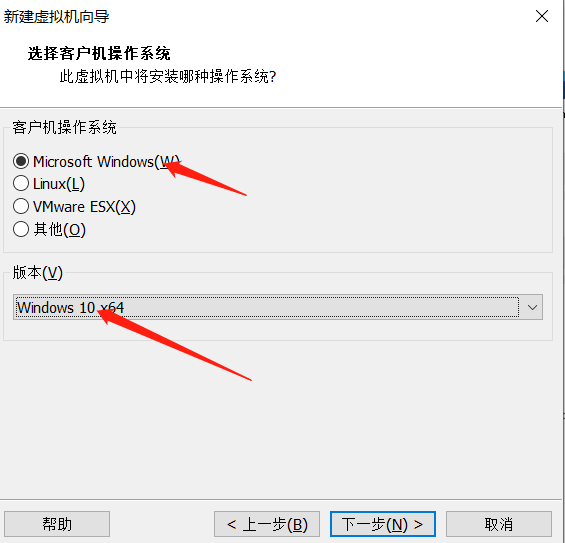 新建虚拟机向导
选择客户机操作系统
此虚拟机中将安装哪种操作系统?
客户机操作系统
Microsoft Windows(W)
Linux(L)
VMware ESX(X)
其他(O)
版本(V)
Windows 10 x64
帮助
< 上一步(B)
下一步(N) >
取消